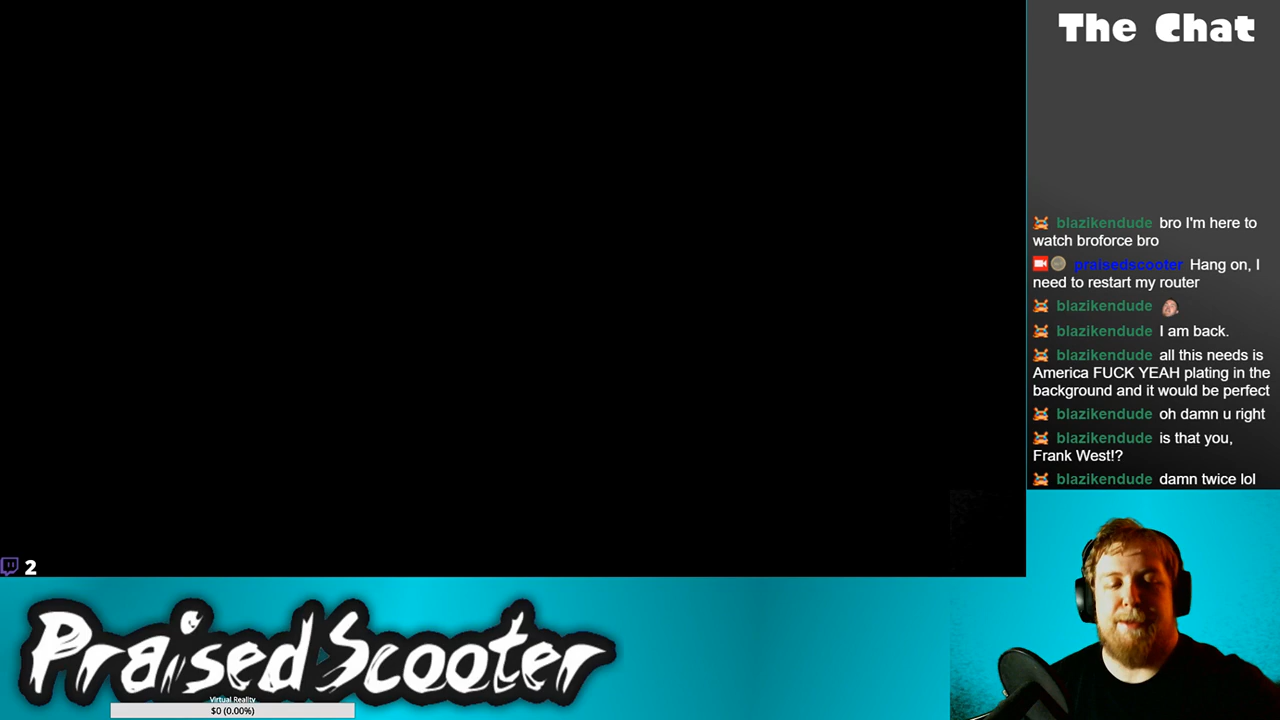 The Chat
blazikendude bro I'm here to
watch broforce bro
praisedscooter Hang on, I
need to restart my router
blazikendude
blazikendude I am back.
blazikendude all this needs is
America FUCK YEAH plating in the
background and it would be perfect
blazikendude oh damn u right
blazikendude is that you,
Frank West!?
blazikendude damn twice lol
2
PraisedScooter
Virtual Reality
$0 (0.00%)